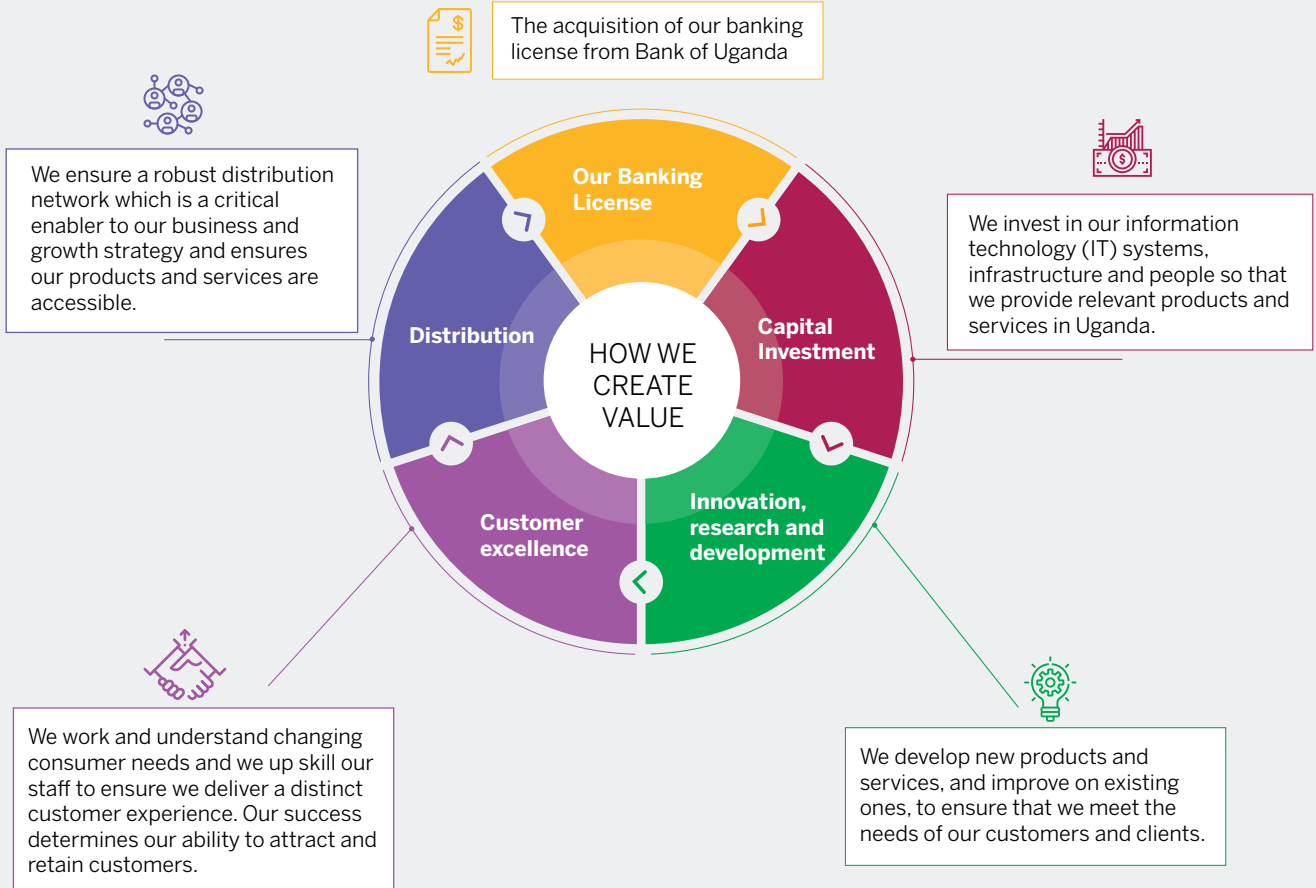 $
The acquisition of our banking
license from Bank of Uganda
We ensure a robust distribution
network which is a critical
enabler to our business and
growth strategy and ensures
our products and services are
accessible.
$
We invest in our information
technology (IT) systems,
infrastructure and people so that
we provide relevant products and
services in Uganda.
Our Banking
License
Distribution
Capital
Investment
HOW WE
CREATE
VALUE
Customer
excellence
Innovation,
research and
development
We work and understand changing
consumer needs and we up skill our
staff to ensure we deliver a distinct
customer experience. Our success
determines our ability to attract and
retain customers.
We develop new products and
services, and improve on existing
ones, to ensure that we meet the
needs of our customers and clients.